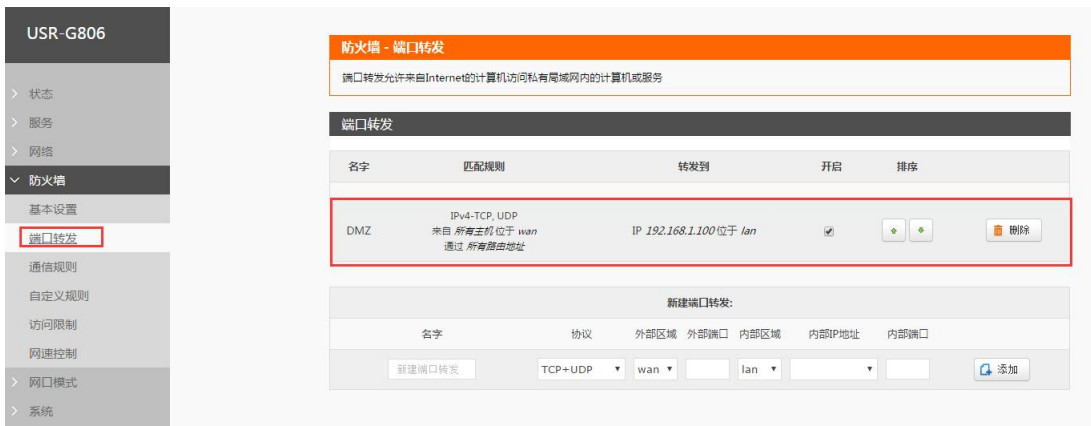 USR-G806
状态
服务
网络
防火墙
基本设置
端口转发
通信规则
自定义规则
访问限制
网速控制
网口模式
系统
防火墙 - 端口转发
端口转发允许来自Internet的计算机访问私有局域网内的计算机或服务
端口转发
名字 匹配规则 转发到 开启 排序
IPv4-TCP, UDP
DMZ 来自 所有主机 位于 wan IP 192.168.1.100 位于 lan 删除
通过 所有路由地址
新建端口转发:
名字 协议 外部区域 外部端口 内部区域 内部IP地址 内部端口
新建端口转发 TCP+UDP wan lan 添加